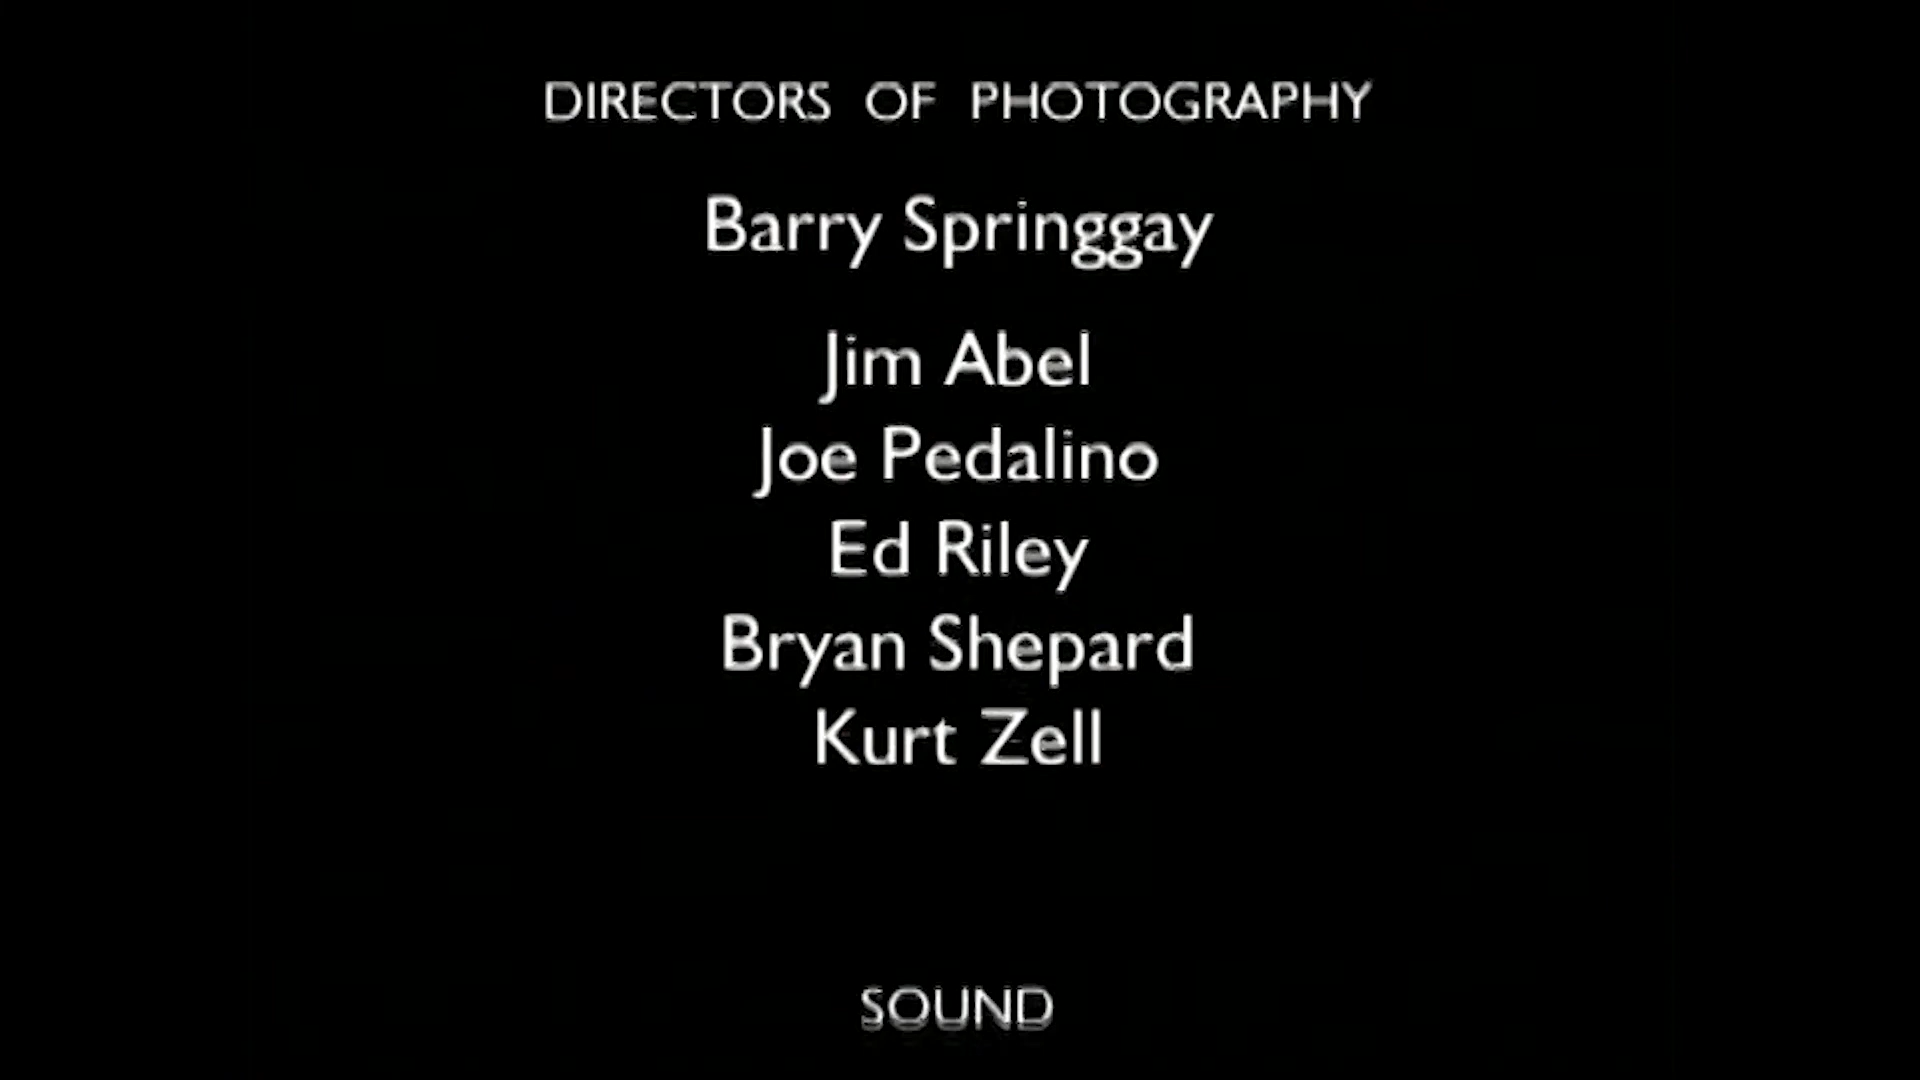 DIRECTORS OF PHOTOGRAPHY
Barry Springgay
Jim Abel
Joe Pedalino
Ed Riley
Bryan Shepard
Kurt Zell
SOUND